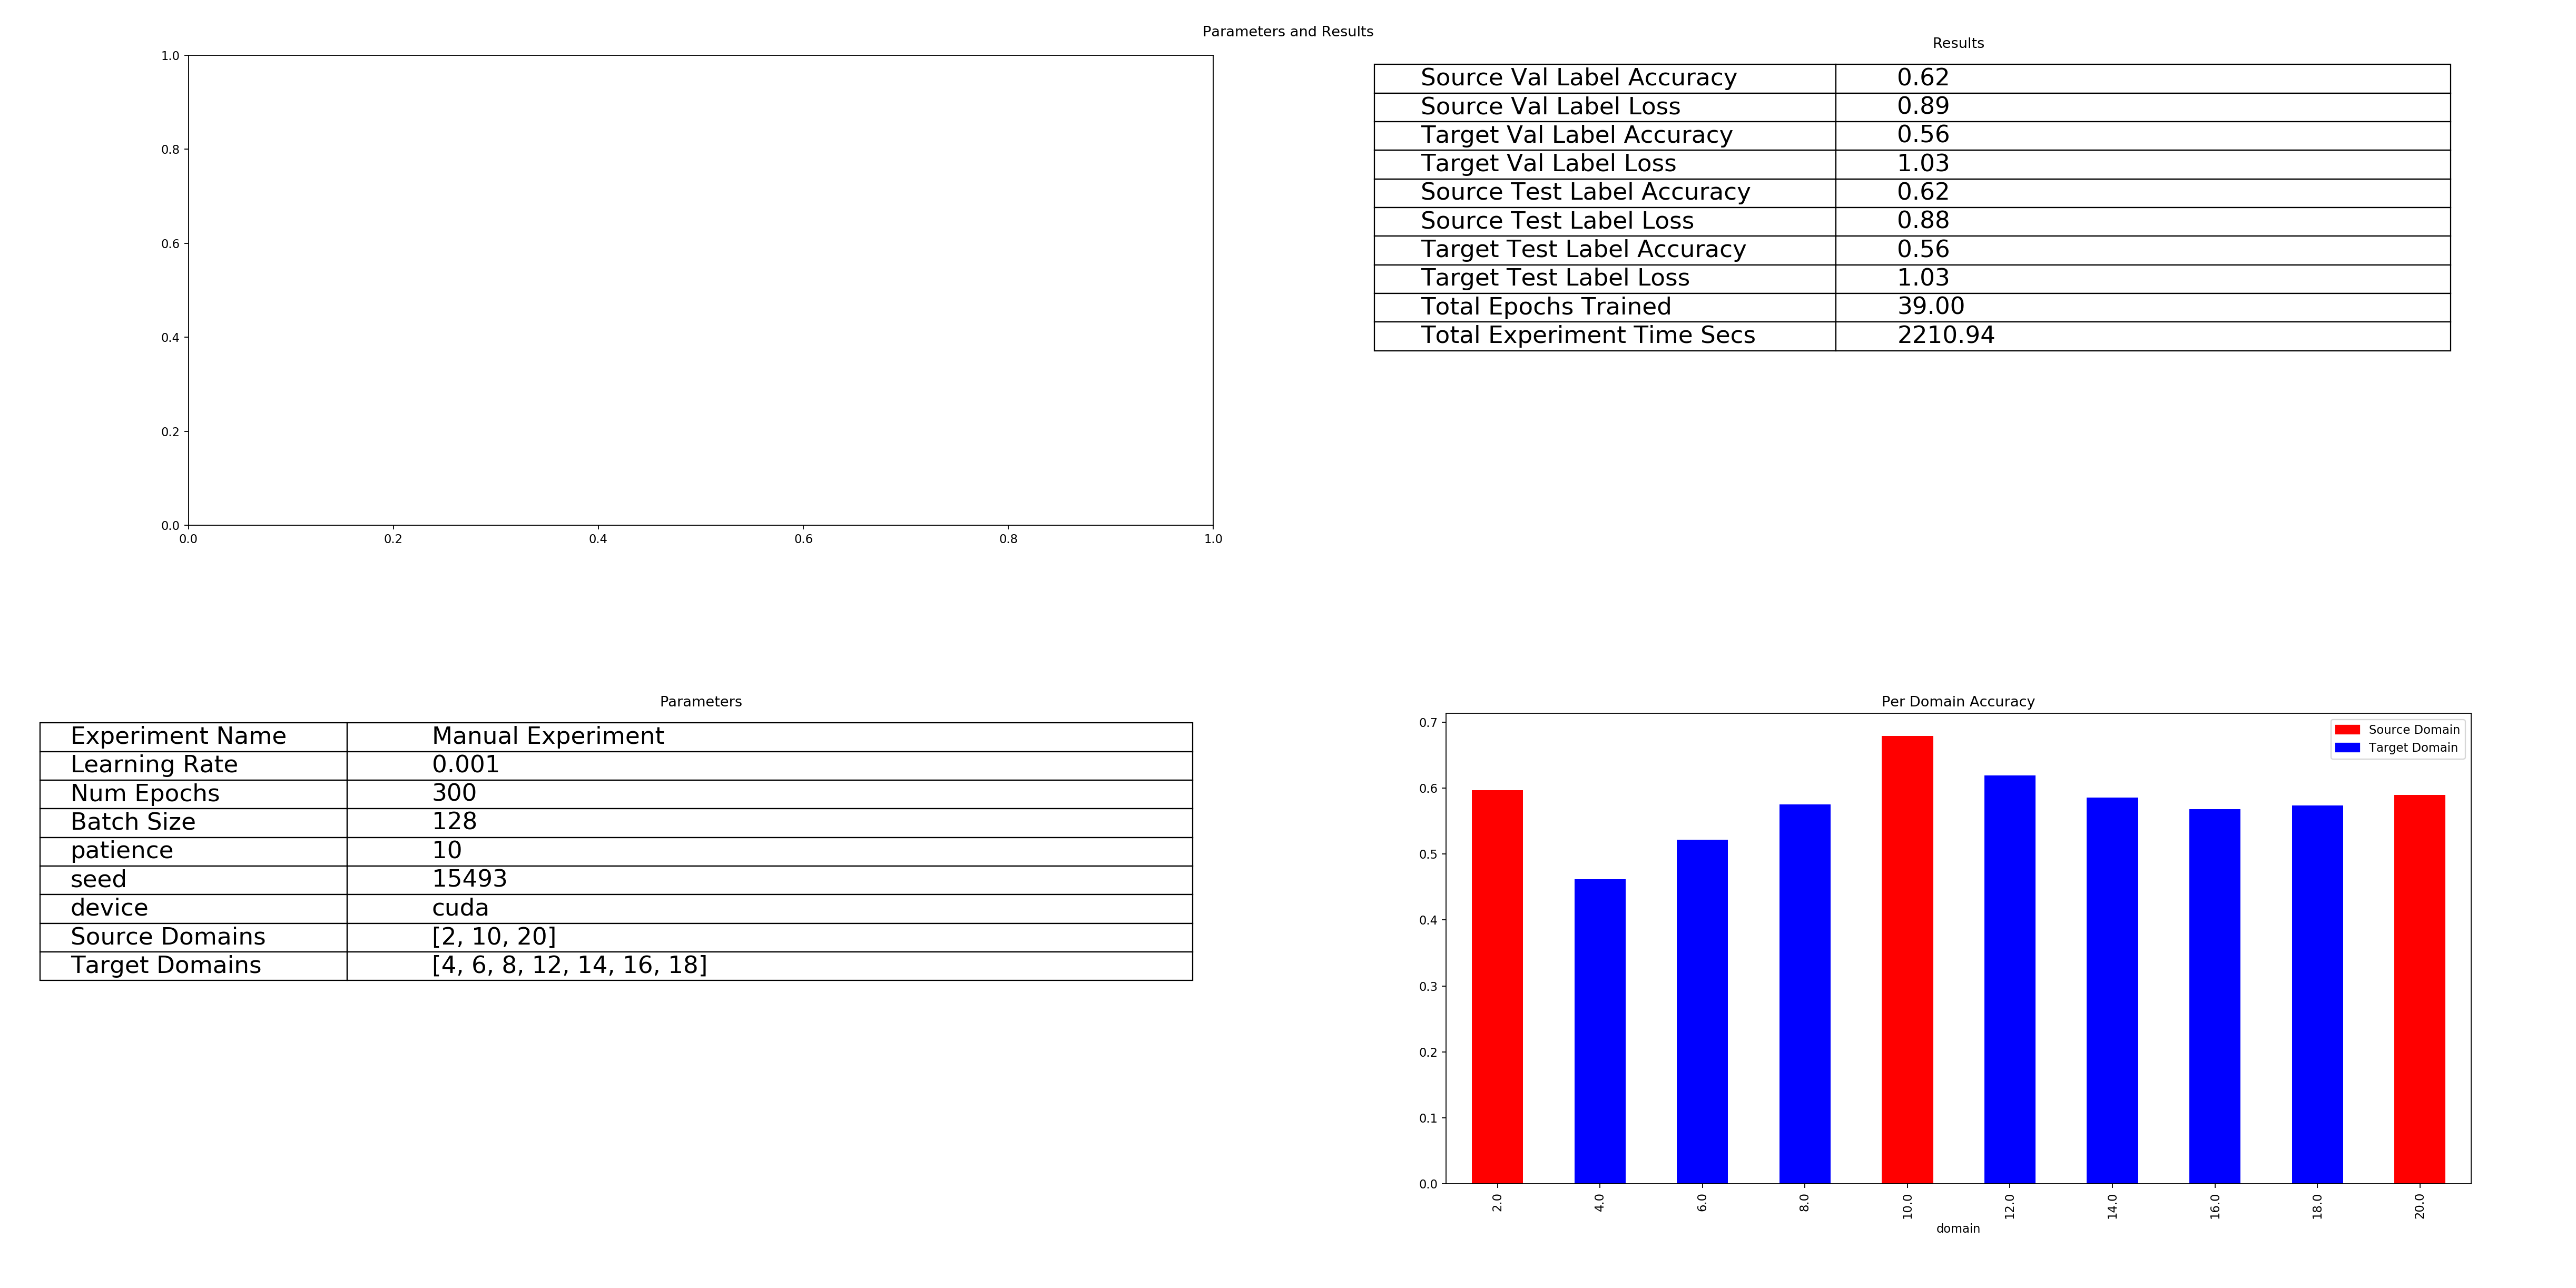 Parameters and Results
1.0
0.8
0.6
0.4
0.2
0.0
0.0 0.2 0.4 0.6 0.8 1.0
Results
Source Val Label Accuracy 0.62
Source Val Label Loss 0.89
Target Val Label Accuracy 0.56
Target Val Label Loss 1.03
Source Test Label Accuracy 0.62
Source Test Label Loss 0.88
Target Test Label Accuracy 0.56
Target Test Label Loss 1.03
Total Epochs Trained 39.00
Total Experiment Time Secs 2210.94
Parameters
Experiment Name Manual Experiment
Learning Rate 0.001
Num Epochs 300
Batch Size 128
patience 10
seed 15493
device cuda
Source Domains [2, 10, 20]
Target Domains [4, 6, 8, 12, 14, 16, 18]
Per Domain Accuracy
Source Domain
Target Domain
0.7
0.6
0.5
0.4
0.3
0.2
0.1
0.0
2.0 4.0 6.0 8.0 10.0 12.0 14.0 16.0 18.0 20.0
domain